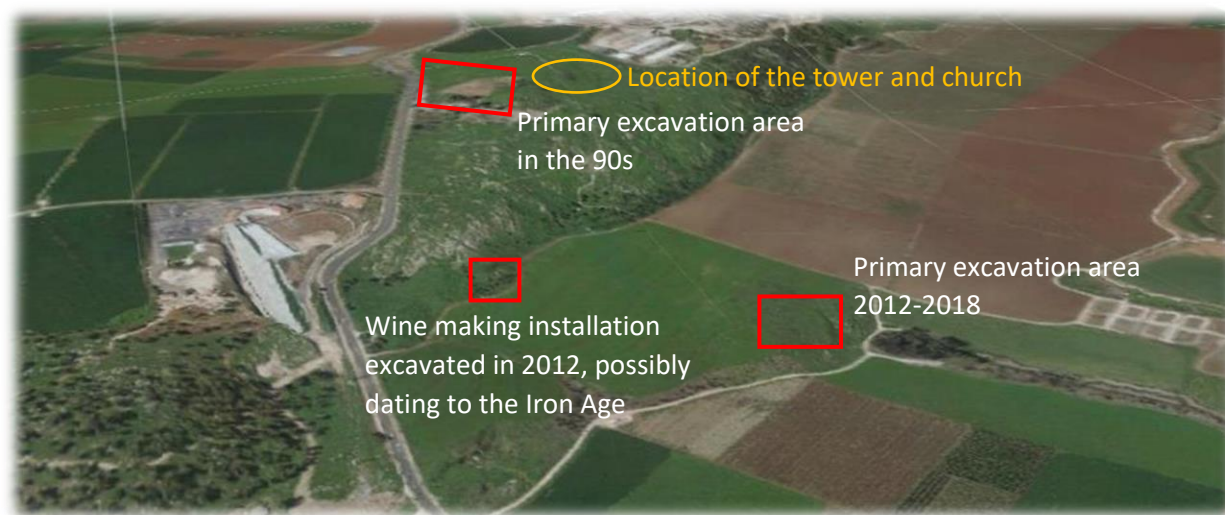 Location of the tower and church
Primary excavation area
in the 90s
Primary excavation area
2012-2018
Wine making installation
excavated in 2012, possibly
dating to the Iron Age